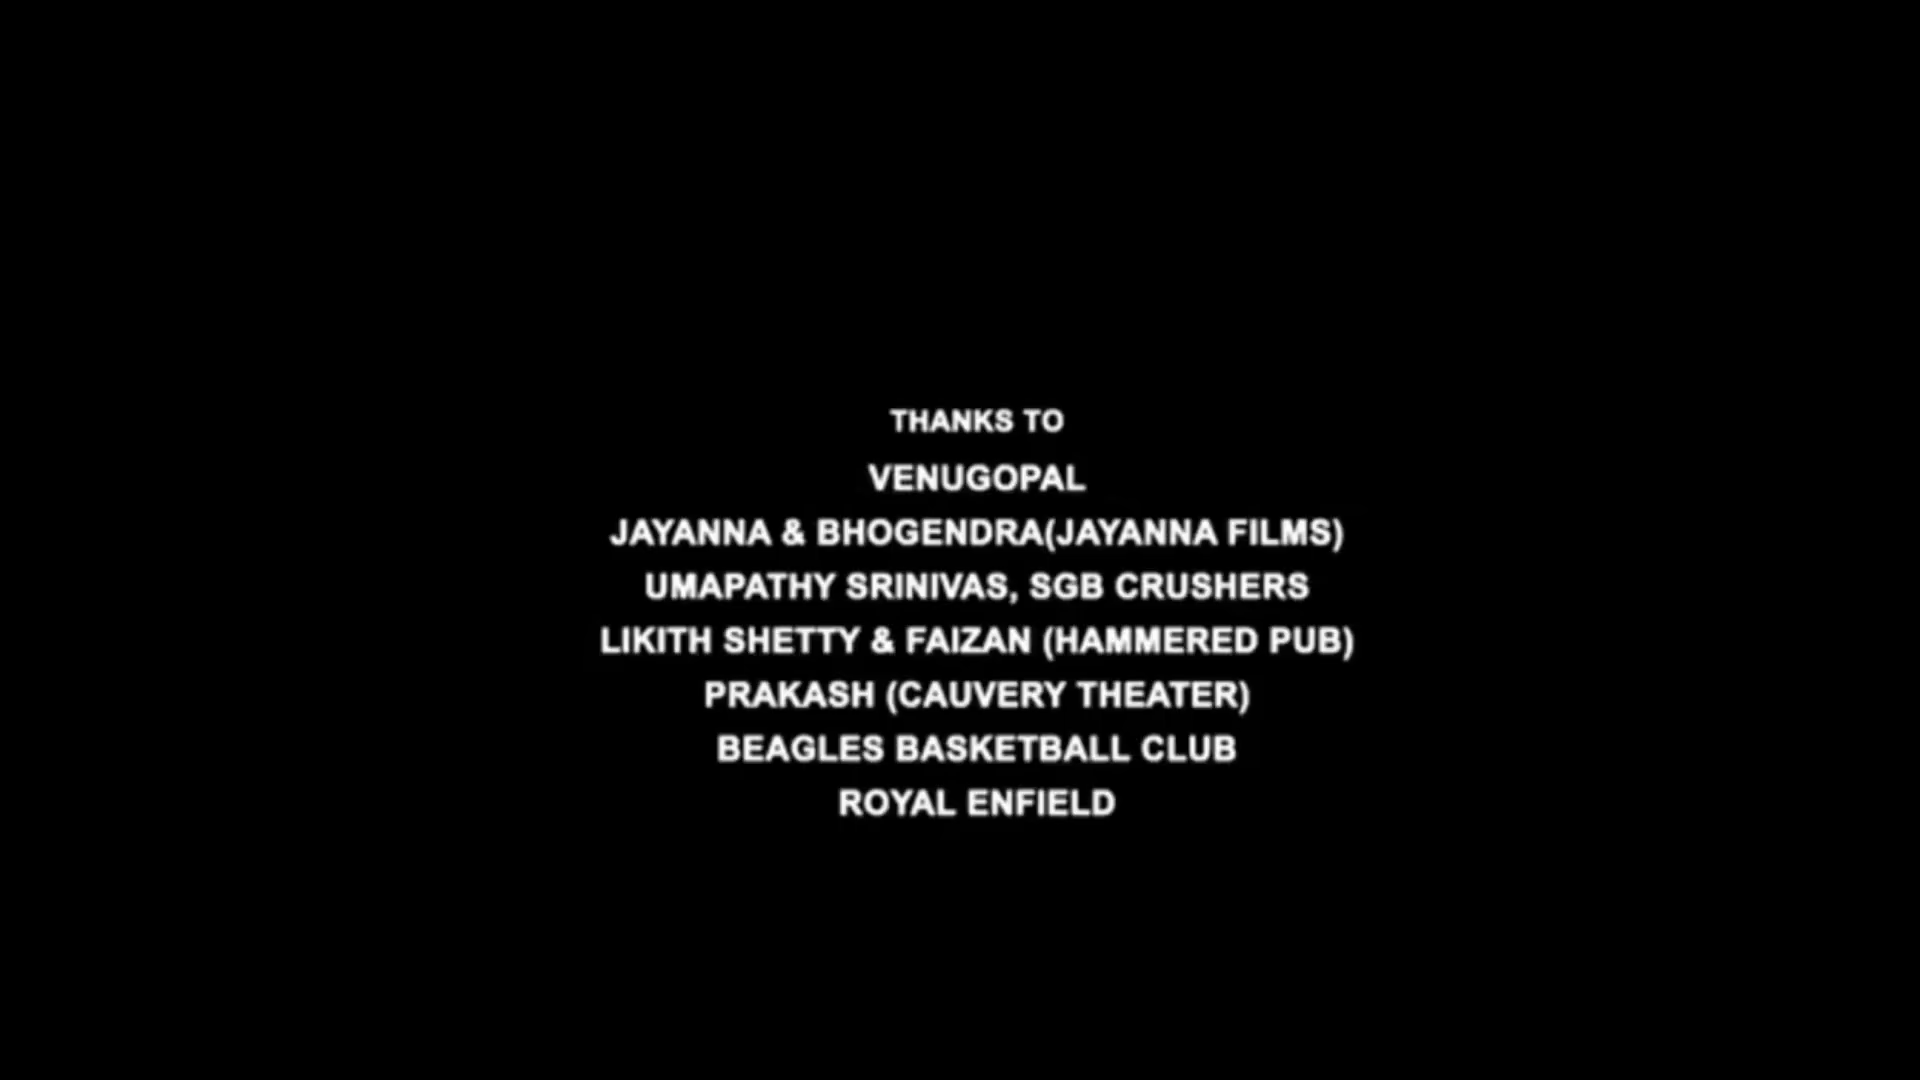 THANKS TO
VENUGOPAL
JAYANNA & BHOGENDRA(JAYANNA FILMS)
UMAPATHY SRINIVAS, SGB CRUSHERS
LIKITH SHETTY & FAIZAN (HAMMERED PUB)
PRAKASH (CAUVERY THEATER)
BEAGLES BASKETBALL CLUB
ROYAL ENFIELD